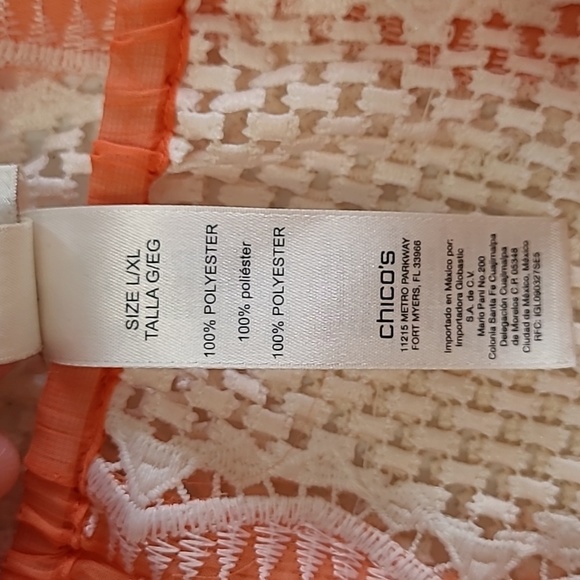 SIZE L/XL
TALLA G/EG
100% POLYESTER
100% poliéster
100% POLYESTER
chico's
11215 METRO PARKWAY
FORT MYERS, FL 33966
Importado en México por:
Importadora Globastic
S.A. de C.V.
Mario Pani No.200
Colonia Santa Fe Cuajimalpa
Delegación Cuajimalpa
de Morelos C.P. 05348
Ciudad de México, México
RFC: IGL090327SE5